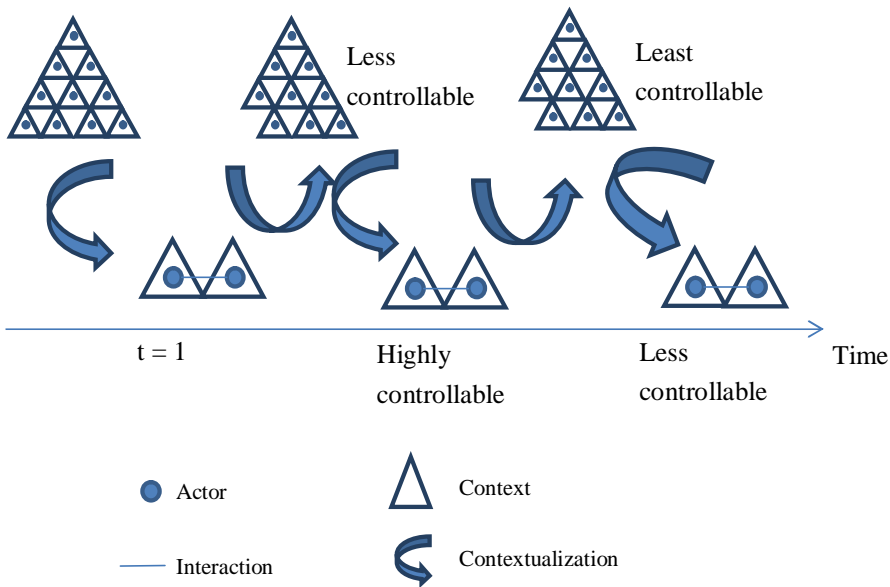 Less
controllable
Least
controllable
t = 1
Highly
controllable
Less
controllable
Time
Actor
Context
Interaction
Contextualization